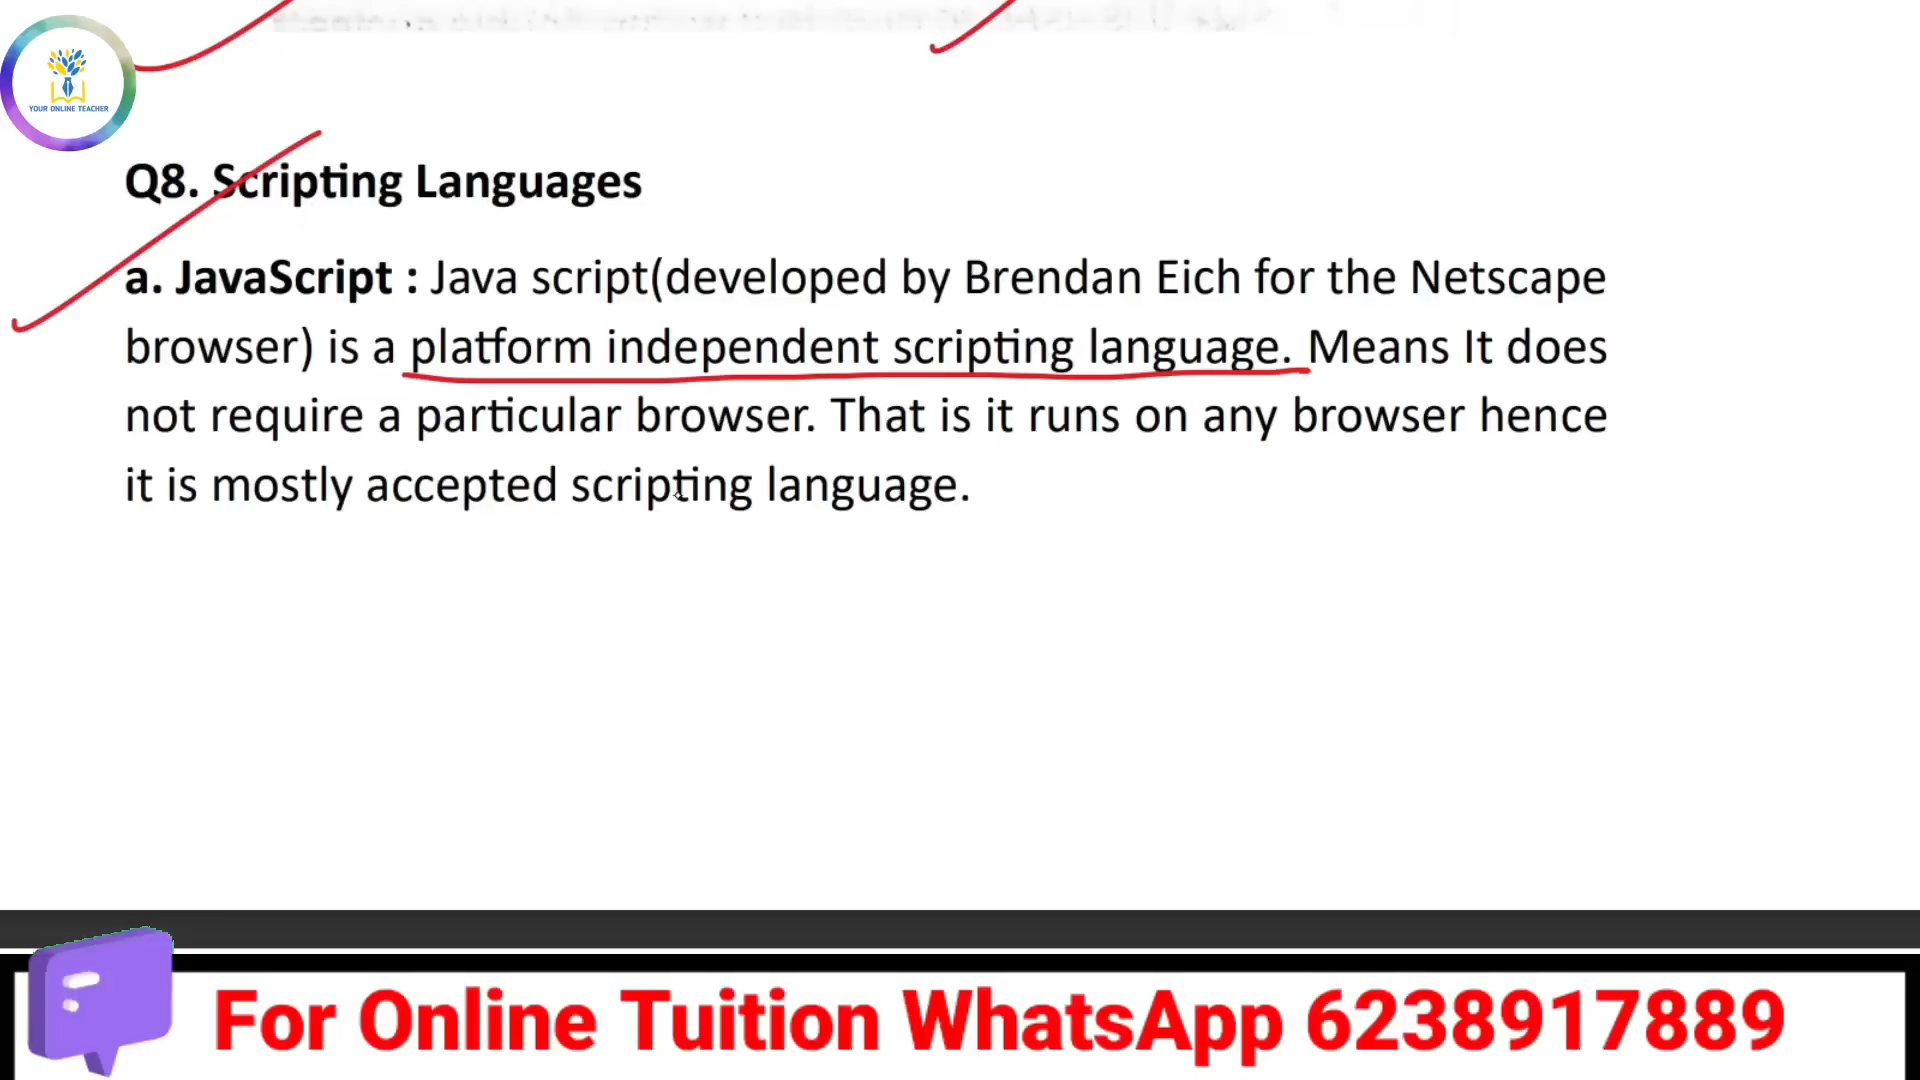 YOUR ONLINE TEACHER
Q8. Scripting Languages
a. JavaScript : Java script(developed by Brendan Eich for the Netscape
browser) is a platform independent scripting language. Means It does
not require a particular browser. That is it runs on any browser hence
it is mostly accepted scripting language.
For Online Tuition WhatsApp 6238917889